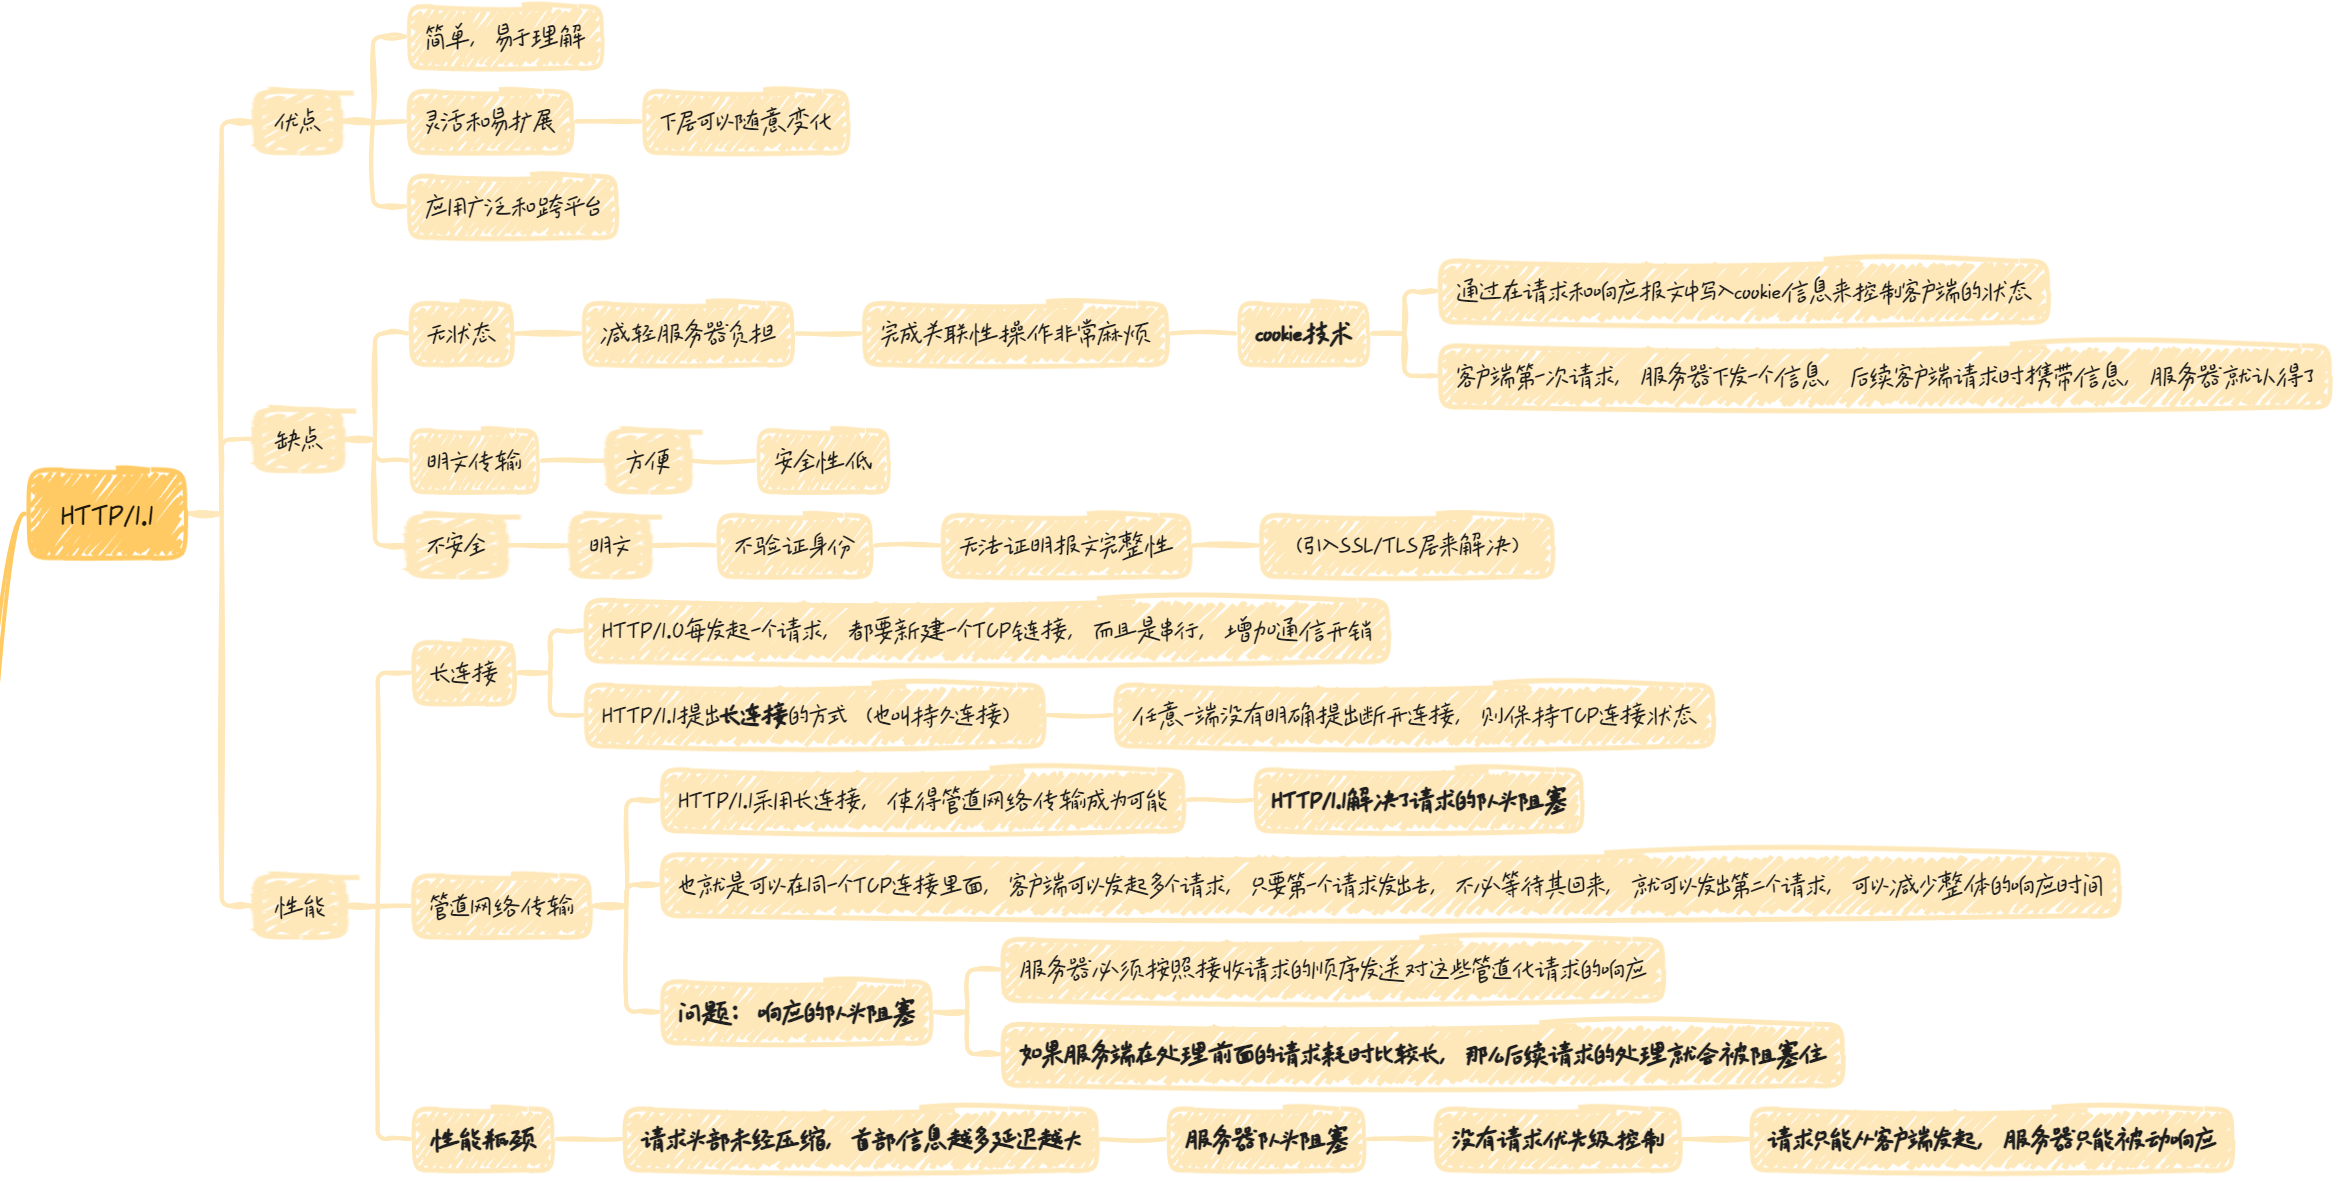 HTTP/1.1
优点
简单，易于理解
灵活和易扩展
下层可以随意变化
应用广泛和跨平台
缺点
无状态
减轻服务器负担
完成关联性操作非常麻烦
cookie技术
通过在请求和响应报文中写入cookie信息来控制客户端的状态
客户端第一次请求，服务器下发一个信息，后续客户端请求时携带信息，服务器就认得了
明文传输
方便
安全性低
不安全
明文
不验证身份
无法证明报文完整性
（引入SSL/TLS层来解决）
性能
长连接
HTTP/1.0每发起一个请求，都要新建一个TCP链接，而且是串行，增加通信开销
HTTP/1.1提出长连接的方式（也叫持久连接）
任意一端没有明确提出断开连接，则保持TCP连接状态
管道网络传输
HTTP/1.1采用长连接，使得管道网络传输成为可能
HTTP/1.1解决了请求的队头阻塞
也就是可以在同一个TCP连接里面，客户端可以发起多个请求，只要第一个请求发出去，不必等待其回来，就可以发出第二个请求，可以减少整体的响应时间
问题：响应的队头阻塞
服务器必须按照接收请求的顺序发送对这些管道化请求的响应
如果服务端在处理前面的请求耗时比较长，那么后续请求的处理就会被阻塞住
性能瓶颈
请求头部未经压缩，首部信息越多延迟越大
服务器队头阻塞
没有请求优先级控制
请求只能从客户端发起，服务器只能被动响应